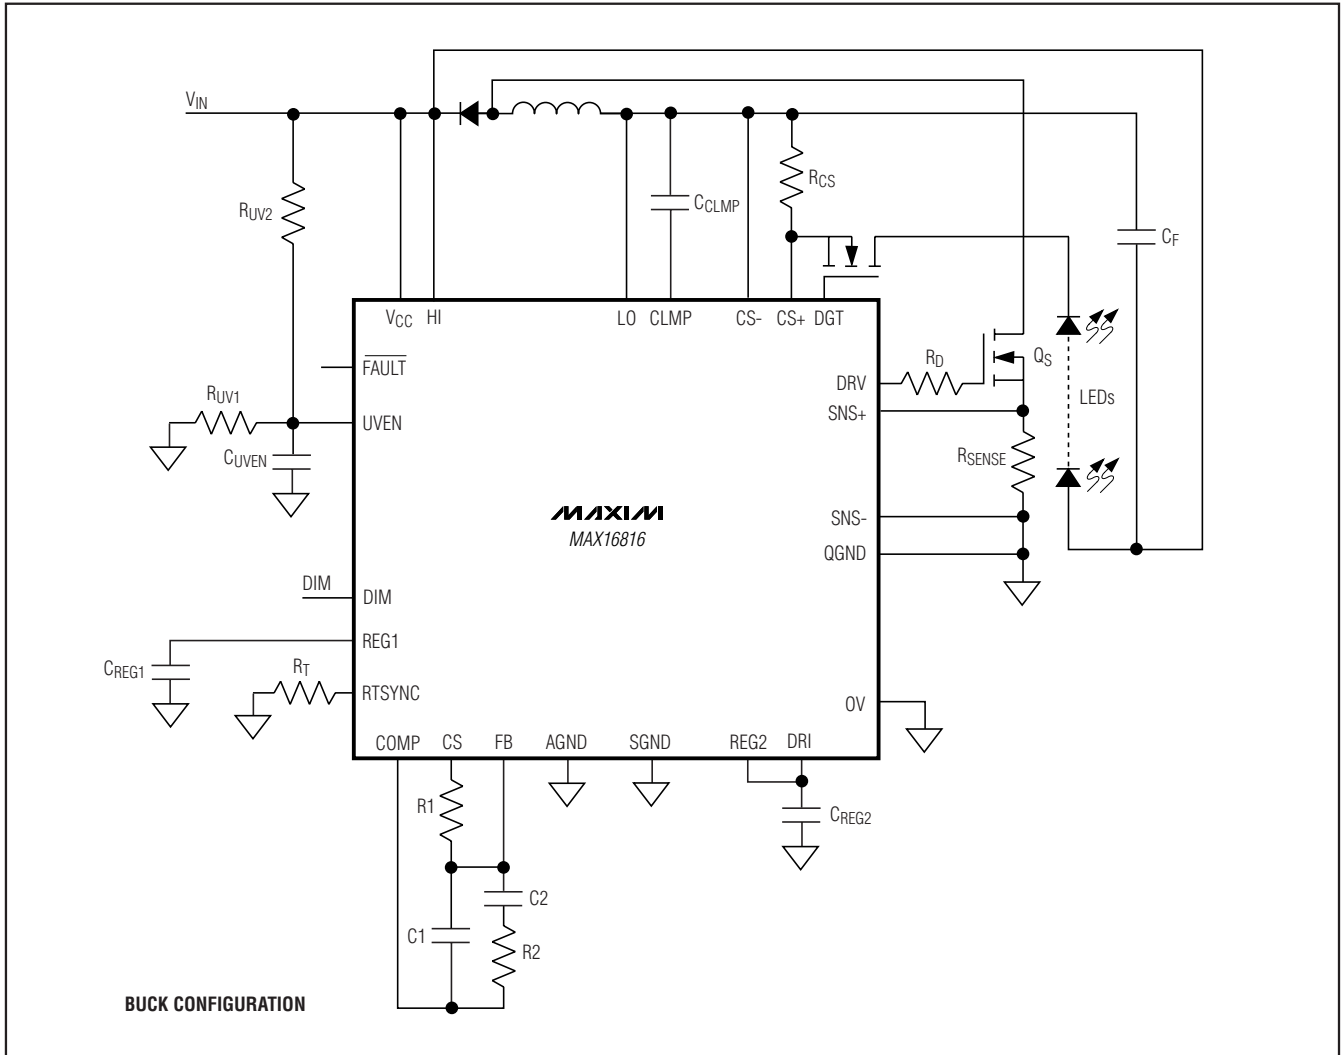 VIN
RUV2
RCS
CCLMP
CF
VCC HI LO CLMP CS- CS+ DGT
FAULT
RUV1
UVEN
CUVEN
DRV
RD
QS
SNS+
LEDs
RSENSE
MAXIM
MAX16816
SNS-
QGND
DIM
DIM
REG1
CREG1
RT
RTSYNC
OV
COMP CS FB AGND SGND REG2 DRI
R1
CREG2
C2
C1
R2
BUCK CONFIGURATION